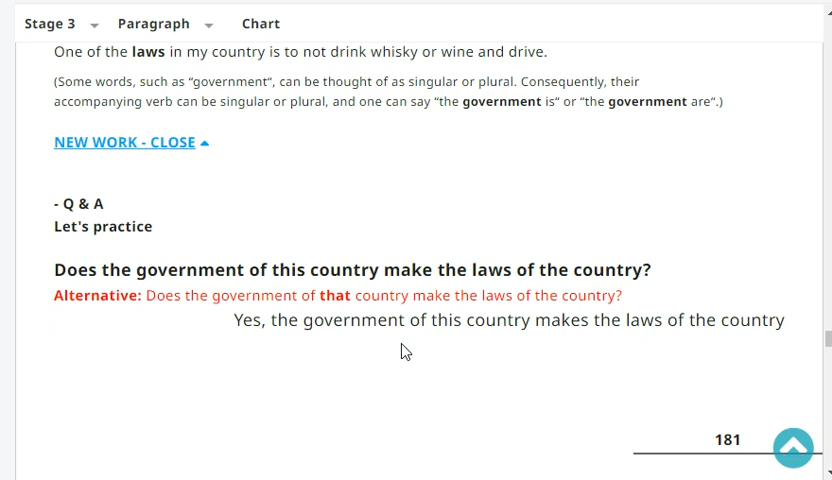 Stage 3 Paragraph Chart
One of the laws in my country is to not drink whisky or wine and drive.
(Some words, such as “government“, can be thought of as singular or plural. Consequently, their
accompanying verb can be singular or plural, and one can say “the government is“ or “the government are“.)
NEW WORK - CLOSE
- Q & A
Let's practice
Does the government of this country make the laws of the country?
Alternative: Does the government of that country make the laws of the country?
Yes, the government of this country makes the laws of the country
181